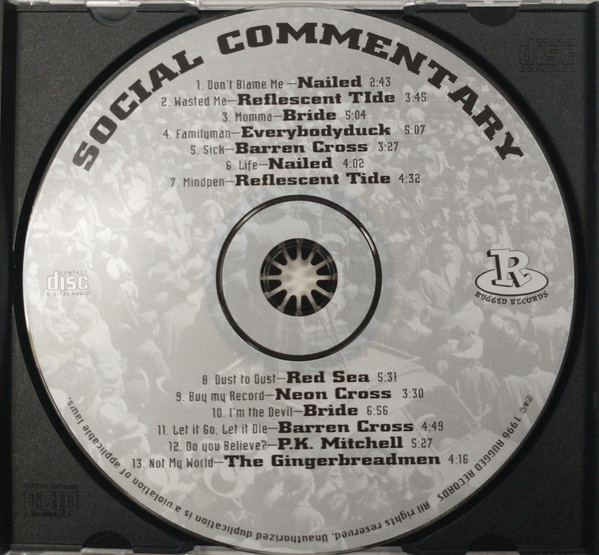 SOCIAL COMMENTARY
1. Don't Blame Me—Nailed 2:43
2. Wasted Me—Reflescent TIde 3:45
3. Momma—Bride 5:04
4. Familyman—Everybodyduck 5:07
5. Sick—Barren Cross 3:27
6. Life—Nailed 4:02
7. Mindpen—Reflescent Tide 4:32
COMPACT
disc
DIGITAL AUDIO
R
RUGGED RECORDS
8. Dust to Dust—Red Sea 5:31
9. Buy my Record—Neon Cross 3:30
10. I'm the Devil—Bride 6:56
11. Let it Go, Let it Die—Barren Cross 4:49
12. Do you Believe?—P.K. Mitchell 5:27
13. Not My World—The Gingerbreadmen 4:16
℗© 1996 RUGGED RECORDS All rights reserved. Unauthorized duplication is a violation of applicable laws.
disc